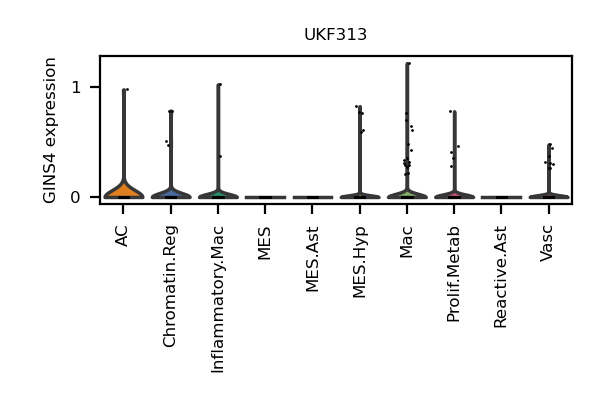 UKF313
GINS4 expression
1
0
AC
Chromatin.Reg
Inflammatory.Mac
MES
MES.Ast
MES.Hyp
Mac
Prolif.Metab
Reactive.Ast
Vasc